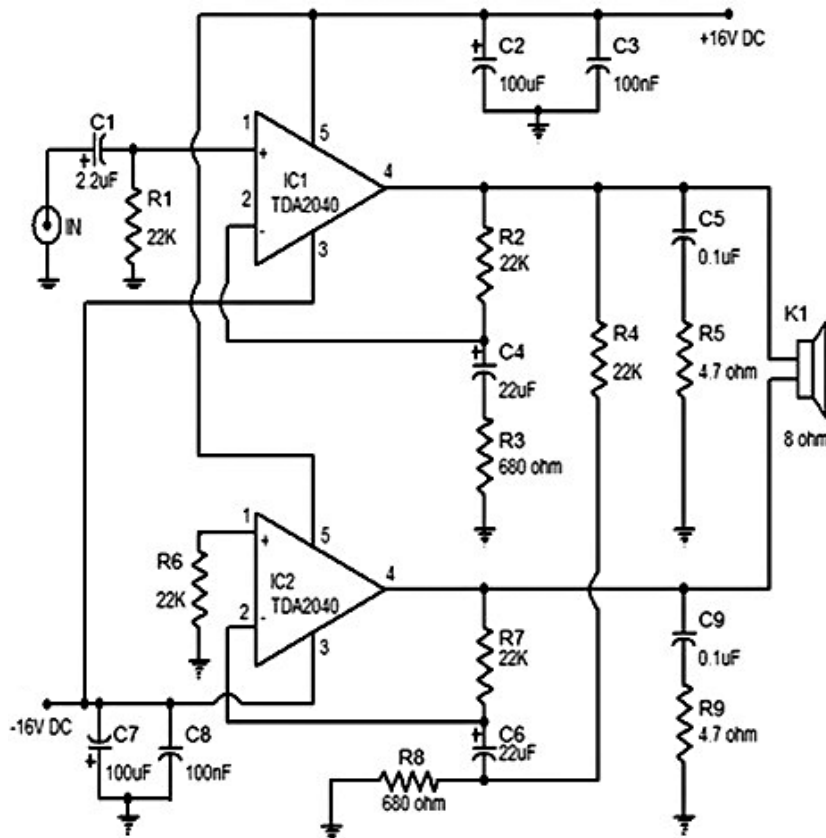 +16V DC
C2
100uF
C3
100nF
C1
+
2.2uF
IN
R1
22K
1
2
3
4
5
+
-
IC1
TDA2040
R2
22K
+
C4
22uF
R3
680 ohm
R4
22K
C5
0.1uF
R5
4.7 ohm
K1
8 ohm
R6
22K
1
2
3
4
5
+
-
IC2
TDA2040
R7
22K
+
C6
22uF
R8
680 ohm
C9
0.1uF
R9
4.7 ohm
-16V DC
C7
+
100uF
C8
100nF
+